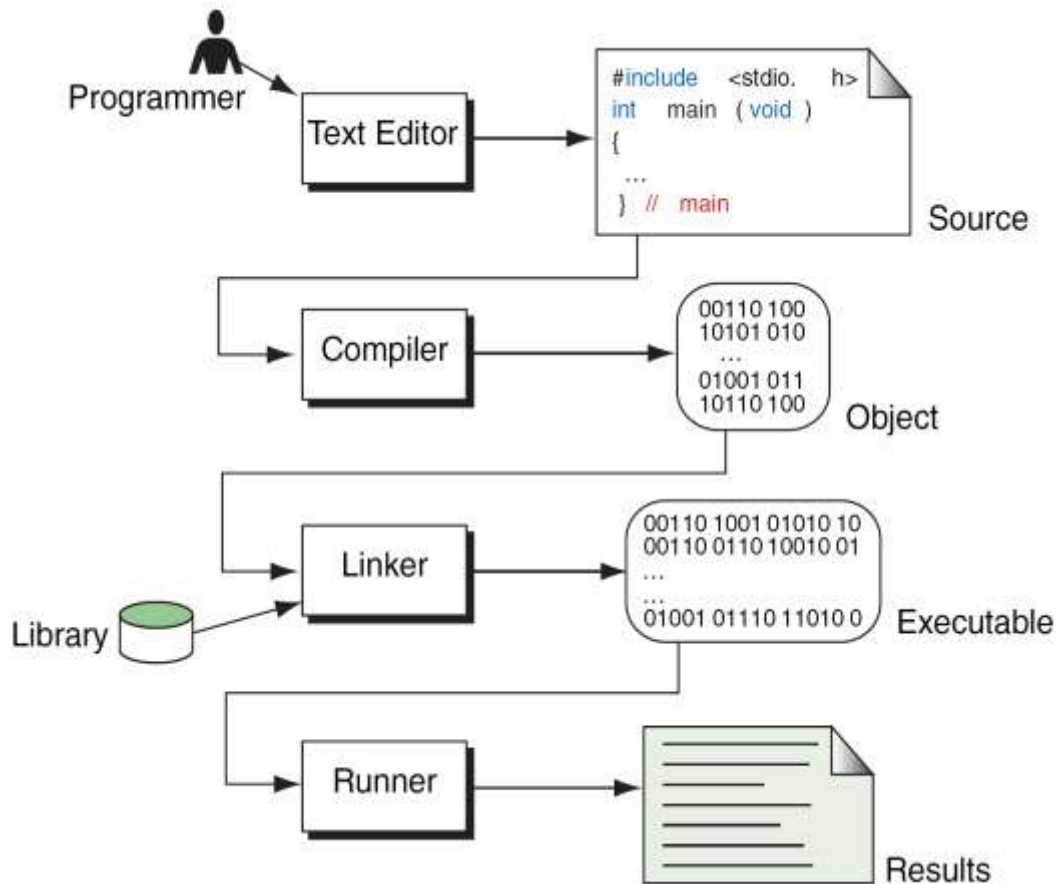 Programmer
Text Editor
#include <stdio. h>
int main ( void )
{
...
} // main
Source
Compiler
00110 100
10101 010
...
01001 011
10110 100
Object
Linker
00110 1001 01010 10
00110 0110 10010 01
...
...
01001 01110 11010 0
Library
Executable
Runner
Results